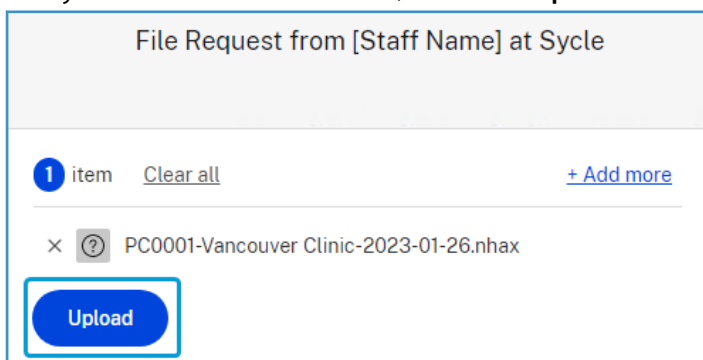 File Request from [Staff Name] at Sycle
1 item Clear all + Add more
× ? PC0001-Vancouver Clinic-2023-01-26.nhax
Upload